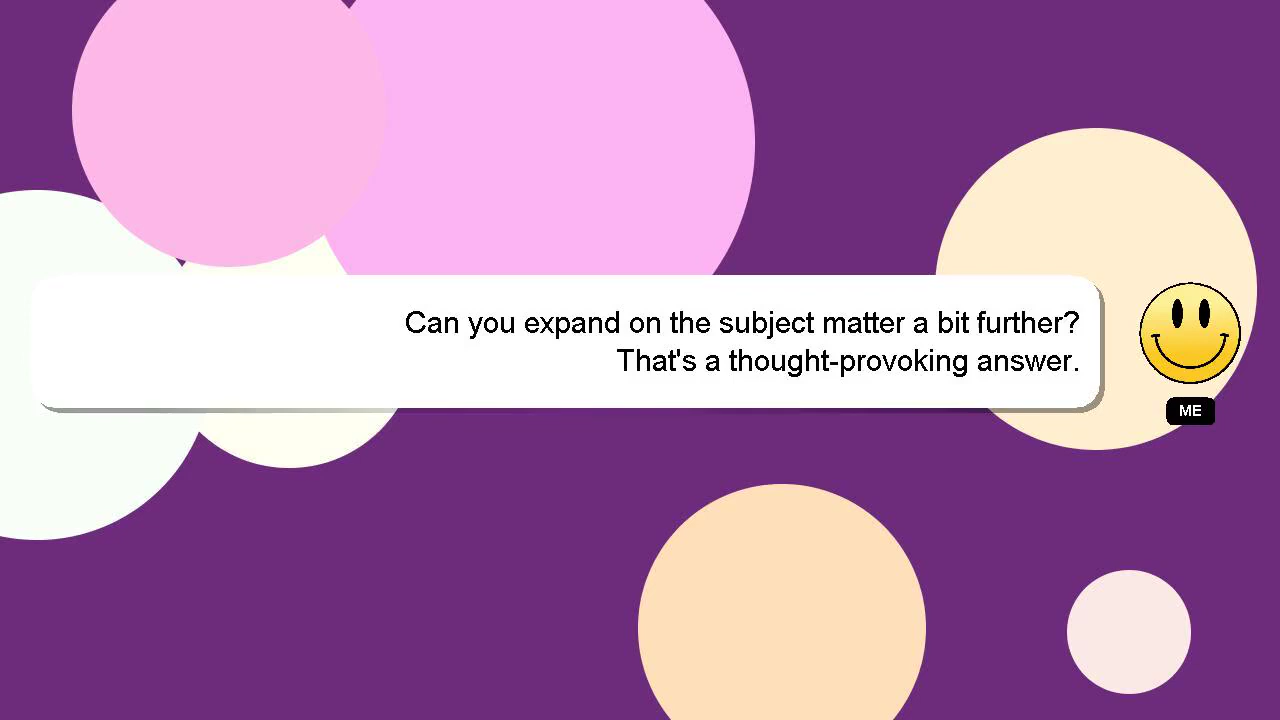 Can you expand on the subject matter a bit further?
That's a thought-provoking answer.
ME